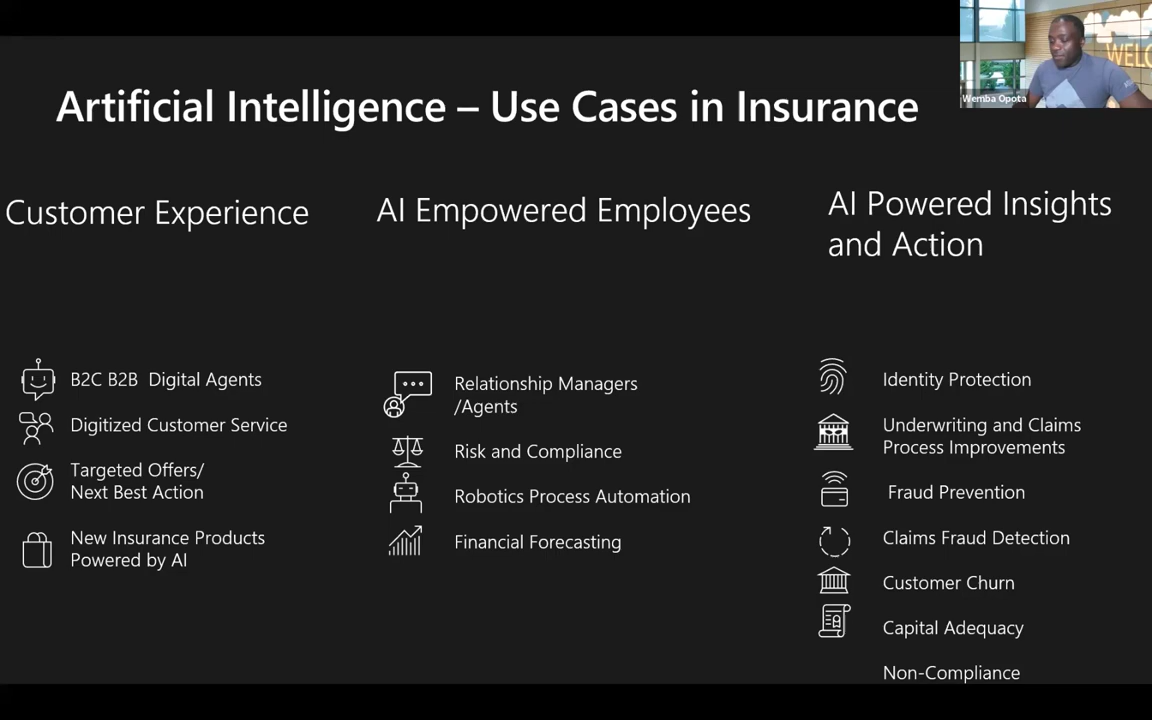 Artificial Intelligence – Use Cases in Insurance
Wemba Opota
Customer Experience
B2C B2B  Digital Agents
Digitized Customer Service
Targeted Offers/
Next Best Action
New Insurance Products
Powered by AI
AI Empowered Employees
Relationship Managers
/Agents
Risk and Compliance
Robotics Process Automation
Financial Forecasting
AI Powered Insights
and Action
Identity Protection
Underwriting and Claims
Process Improvements
Fraud Prevention
Claims Fraud Detection
Customer Churn
Capital Adequacy
Non-Compliance